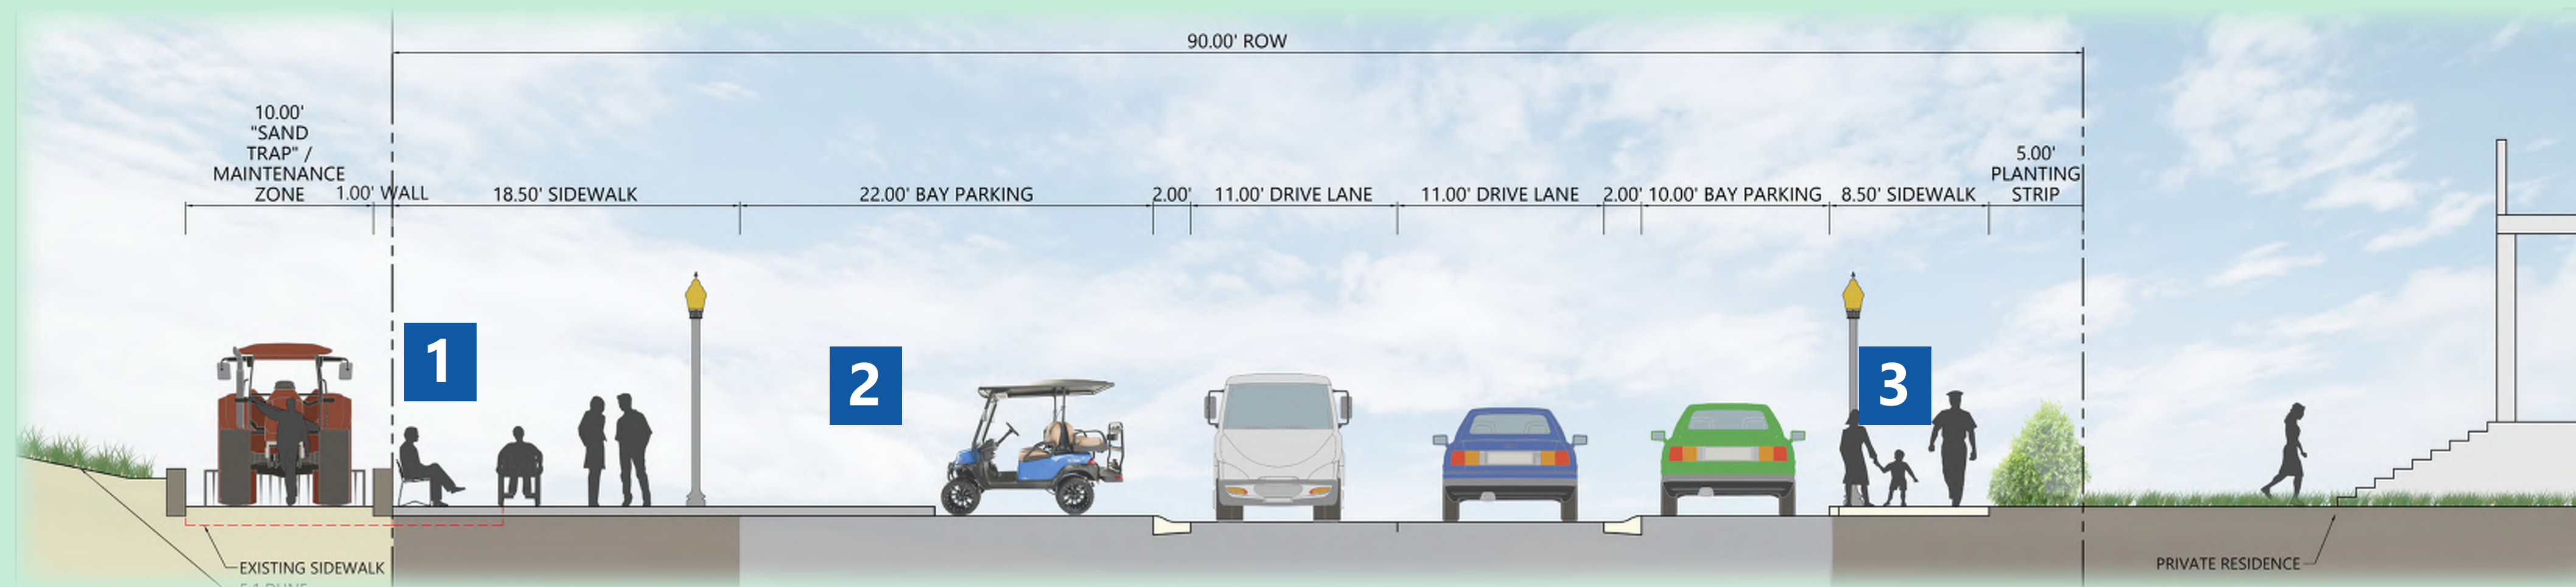 90.00' ROW
10.00'
"SAND
TRAP" /
MAINTENANCE
ZONE
1.00' WALL
18.50' SIDEWALK
22.00' BAY PARKING
2.00'
11.00' DRIVE LANE
11.00' DRIVE LANE
2.00'
10.00' BAY PARKING
8.50' SIDEWALK
5.00'
PLANTING
STRIP
1
2
3
EXISTING SIDEWALK
PRIVATE RESIDENCE